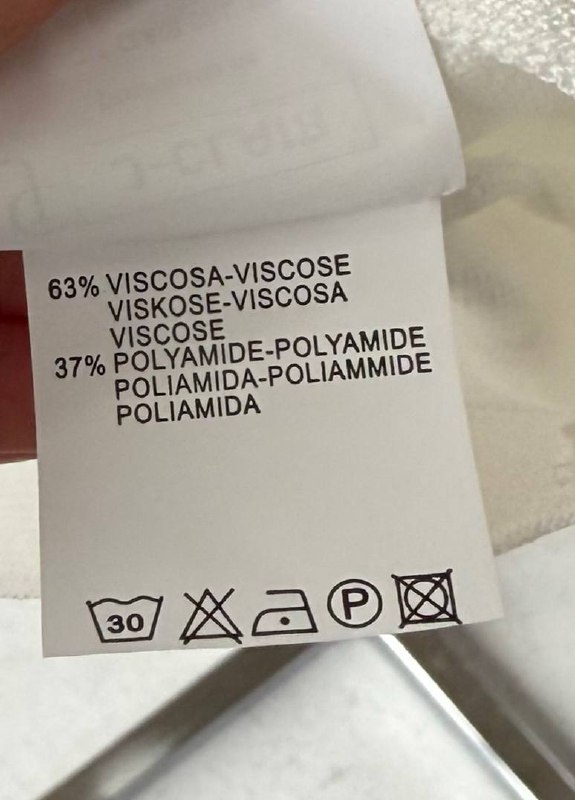 63% VISCOSA-VISCOSE
VISKOSE-VISCOSA
VISCOSE
37% POLYAMIDE-POLYAMIDE
POLIAMIDA-POLIAMMIDE
POLIAMIDA
30 P